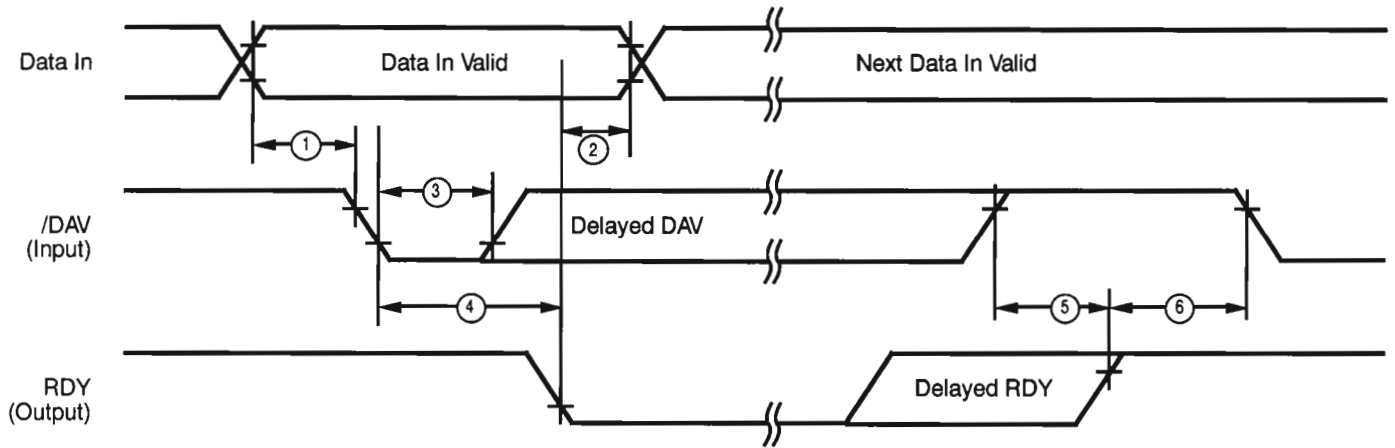 Data In
Data In Valid
Next Data In Valid
1
2
3
/DAV
(Input)
Delayed DAV
4
5
6
RDY
(Output)
Delayed RDY